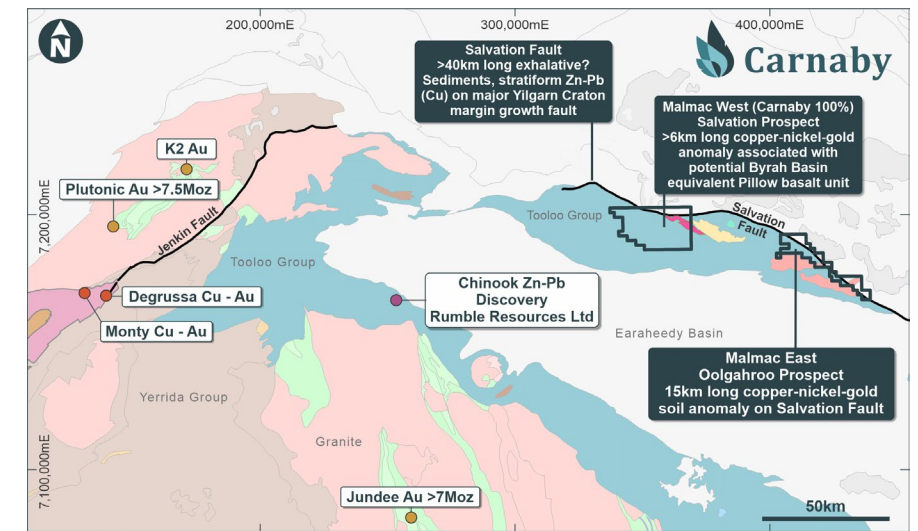 200,000mE
300,000mE
400,000mE
N
Carnaby
Salvation Fault
>40km long exhalative?
Sediments, stratiform Zn-Pb
(Cu) on major Yilgarn Craton
margin growth fault
Malmac West (Carnaby 100%)
Salvation Prospect
>6km long copper-nickel-gold
anomaly associated with
potential Byrah Basin
equivalent Pillow basalt unit
K2 Au
Plutonic Au >7.5Moz
Jenkin Fault
7,200,000mE
Tooloo Group
Salvation
Fault
Tooloo Group
Degrussa Cu - Au
Monty Cu - Au
Chinook Zn-Pb
Discovery
Rumble Resources Ltd
Earaheedy Basin
Malmac East
Oolgahroo Prospect
15km long copper-nickel-gold
soil anomaly on Salvation Fault
Yerrida Group
Granite
7,100,000mE
Jundee Au >7Moz
50km